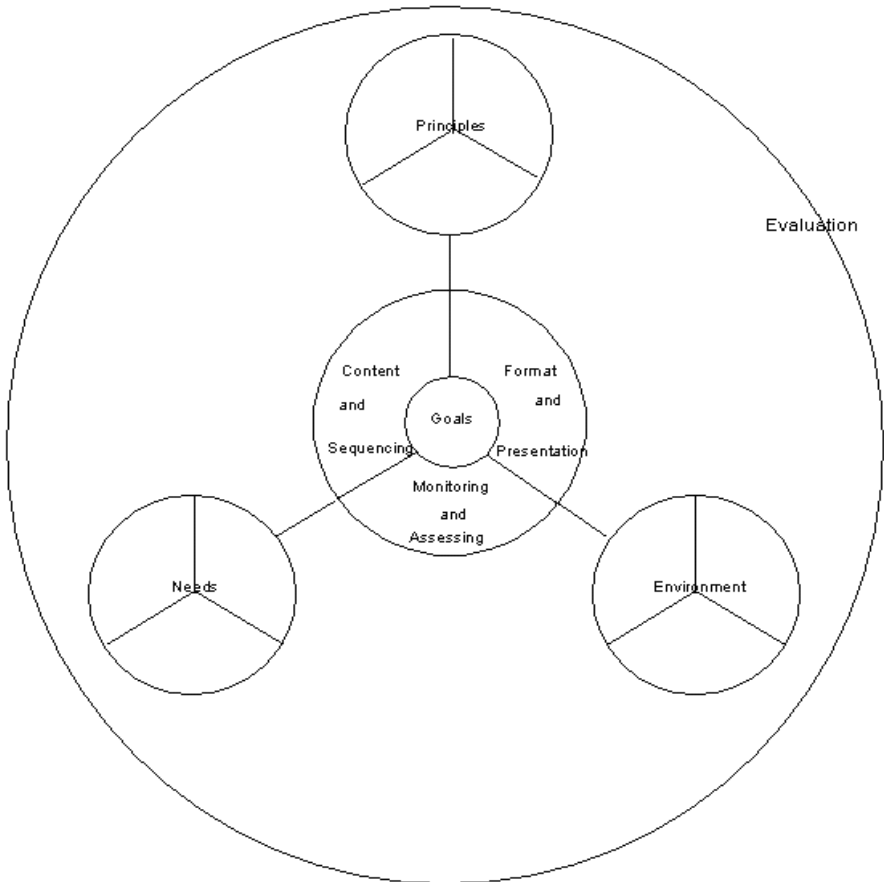 Principles
Evaluation
Content
and
Sequencing
Format
and
Presentation
Goals
Monitoring
and
Assessing
Needs
Environment